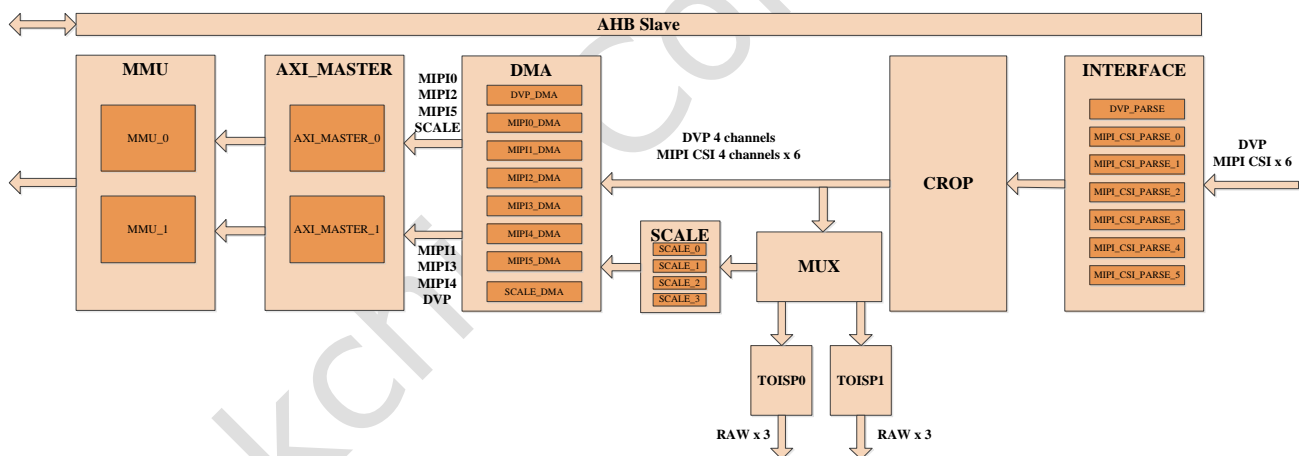 AHB Slave
MMU
MMU_0
MMU_1
AXI_MASTER
AXI_MASTER_0
AXI_MASTER_1
MIPI0
MIPI2
MIPI5
SCALE
MIPI1
MIPI3
MIPI4
DVP
DMA
DVP_DMA
MIPI0_DMA
MIPI1_DMA
MIPI2_DMA
MIPI3_DMA
MIPI4_DMA
MIPI5_DMA
SCALE_DMA
DVP 4 channels
MIPI CSI 4 channels x 6
SCALE
SCALE_0
SCALE_1
SCALE_2
SCALE_3
MUX
TOISP0
TOISP1
RAW x 3
RAW x 3
CROP
INTERFACE
DVP_PARSE
MIPI_CSI_PARSE_0
MIPI_CSI_PARSE_1
MIPI_CSI_PARSE_2
MIPI_CSI_PARSE_3
MIPI_CSI_PARSE_4
MIPI_CSI_PARSE_5
DVP
MIPI CSI x 6